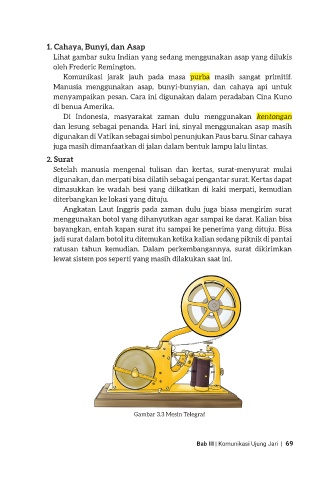 1. Cahaya, Bunyi, dan Asap
Lihat gambar suku Indian yang sedang menggunakan asap yang dilukis
oleh Frederic Remington.
Komunikasi jarak jauh pada masa purba masih sangat primitif.
Manusia menggunakan asap, bunyi-bunyian, dan cahaya api untuk
menyampaikan pesan. Cara ini digunakan dalam peradaban Cina Kuno
di benua Amerika.
Di Indonesia, masyarakat zaman dulu menggunakan kentongan
dan lesung sebagai penanda. Hari ini, sinyal menggunakan asap masih
digunakan di Vatikan sebagai simbol penunjukan Paus baru. Sinar cahaya
juga masih dimanfaatkan di jalan dalam bentuk lampu lalu lintas.
2. Surat
Setelah manusia mengenal tulisan dan kertas, surat-menyurat mulai
digunakan, dan merpati bisa dilatih sebagai pengantar surat. Kertas dapat
dimasukkan ke wadah besi yang diikatkan di kaki merpati, kemudian
diterbangkan ke lokasi yang dituju.
Angkatan Laut Inggris pada zaman dulu juga biasa mengirim surat
menggunakan botol yang dihanyutkan agar sampai ke darat. Kalian bisa
bayangkan, entah kapan surat itu sampai ke penerima yang dituju. Bisa
jadi surat dalam botol itu ditemukan ketika kalian sedang piknik di pantai
ratusan tahun kemudian. Dalam perkembangannya, surat dikirimkan
lewat sistem pos seperti yang masih dilakukan saat ini.
Gambar 3.3 Mesin Telegraf
Bab III | Komunikasi Ujung Jari | 69